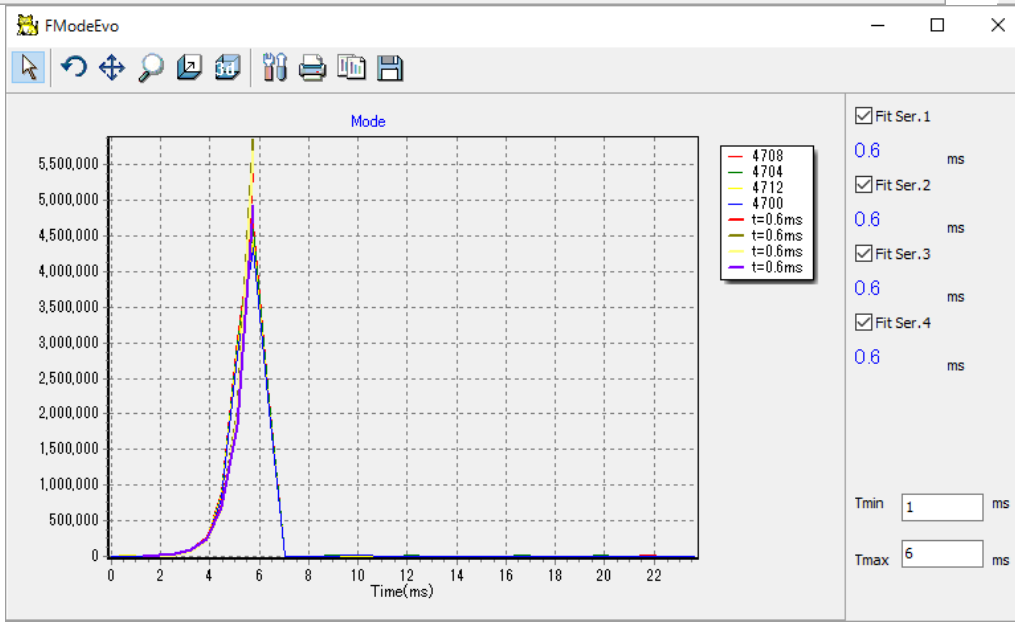 FModeEvo
3d
Mode
5,500,000
5,000,000
4,500,000
4,000,000
3,500,000
3,000,000
2,500,000
2,000,000
1,500,000
1,000,000
500,000
0
0 2 4 6 8 10 12 14 16 18 20 22
Time(ms)
4708
4704
4712
4700
t=0.6ms
t=0.6ms
t=0.6ms
t=0.6ms
Fit Ser.1
0.6 ms
Fit Ser.2
0.6 ms
Fit Ser.3
0.6 ms
Fit Ser.4
0.6 ms
Tmin 1 ms
Tmax 6 ms